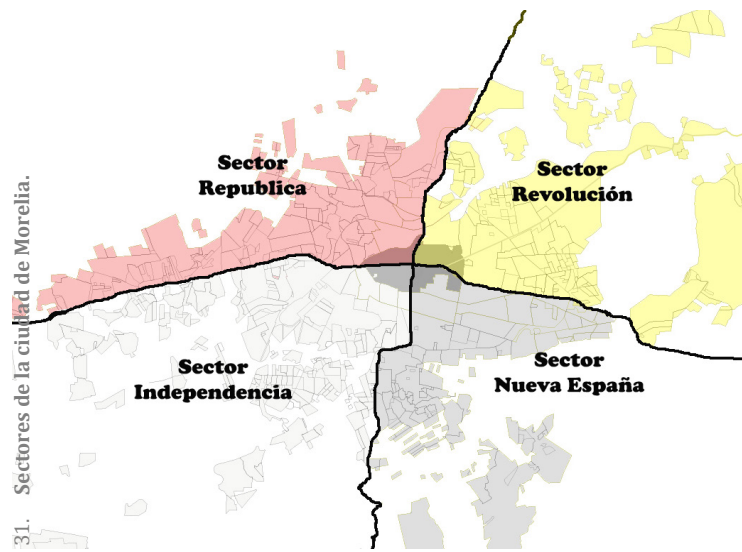 Sector
Republica
Sector
Revolución
Sector
Independencia
Sector
Nueva España
31. Sectores de la ciudad de Morelia.